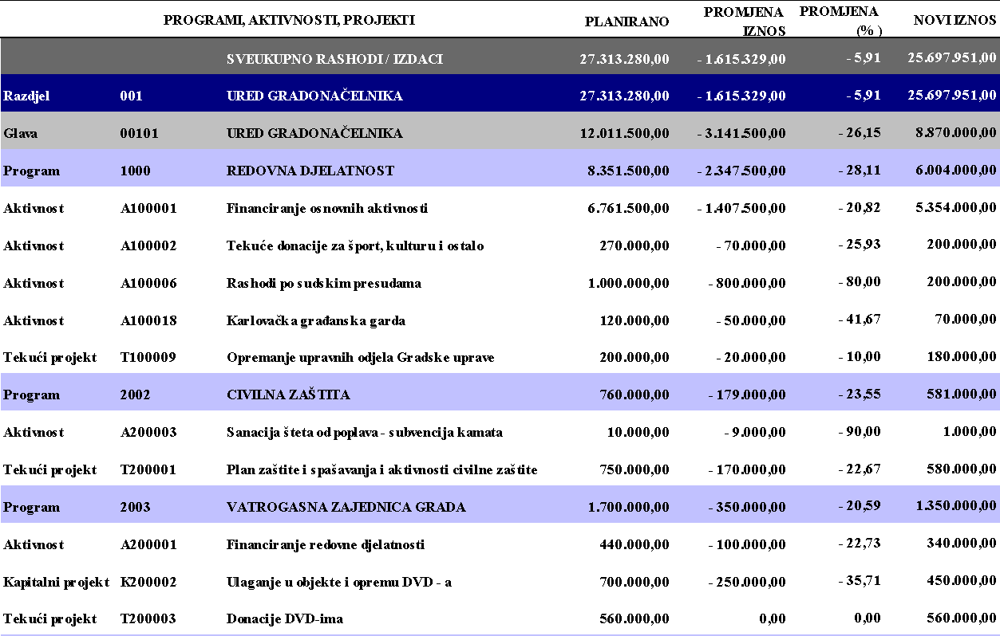 PROGRAMI, AKTIVNOSTI, PROJEKTI PLANIRANO PROMJENA IZNOS PROMJENA (% ) NOVI IZNOS
SVEUKUPNO RASHODI / IZDACI 27.313.280,00 - 1.615.329,00 - 5,91 25.697.951,00
Razdjel 001 URED GRADONAČELNIKA 27.313.280,00 - 1.615.329,00 - 5,91 25.697.951,00
Glava 00101 URED GRADONAČELNIKA 12.011.500,00 - 3.141.500,00 - 26,15 8.870.000,00
Program 1000 REDOVNA DJELATNOST 8.351.500,00 - 2.347.500,00 - 28,11 6.004.000,00
Aktivnost A100001 Financiranje osnovnih aktivnosti 6.761.500,00 - 1.407.500,00 - 20,82 5.354.000,00
Aktivnost A100002 Tekuće donacije za šport, kulturu i ostalo 270.000,00 - 70.000,00 - 25,93 200.000,00
Aktivnost A100006 Rashodi po sudskim presudama 1.000.000,00 - 800.000,00 - 80,00 200.000,00
Aktivnost A100018 Karlovačka građanska garda 120.000,00 - 50.000,00 - 41,67 70.000,00
Tekući projekt T100009 Opremanje upravnih odjela Gradske uprave 200.000,00 - 20.000,00 - 10,00 180.000,00
Program 2002 CIVILNA ZAŠTITA 760.000,00 - 179.000,00 - 23,55 581.000,00
Aktivnost A200003 Sanacija šteta od poplava - subvencija kamata 10.000,00 - 9.000,00 - 90,00 1.000,00
Tekući projekt T200001 Plan zaštite i spašavanja i aktivnosti civilne zaštite 750.000,00 - 170.000,00 - 22,67 580.000,00
Program 2003 VATROGASNA ZAJEDNICA GRADA 1.700.000,00 - 350.000,00 - 20,59 1.350.000,00
Aktivnost A200001 Financiranje redovne djelatnosti 440.000,00 - 100.000,00 - 22,73 340.000,00
Kapitalni projekt K200002 Ulaganje u objekte i opremu DVD - a 700.000,00 - 250.000,00 - 35,71 450.000,00
Tekući projekt T200003 Donacije DVD-ima 560.000,00 0,00 0,00 560.000,00